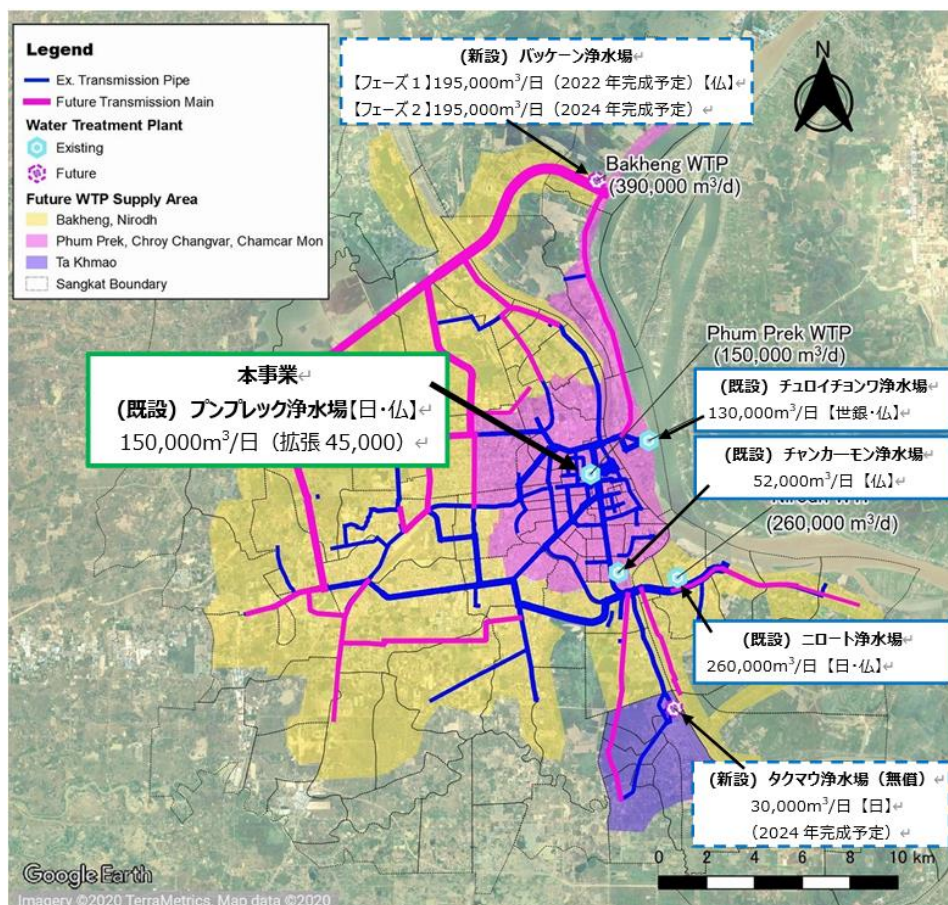 Legend
Ex. Transmission Pipe
Future Transmission Main
Water Treatment Plant
Existing
Future
Future WTP Supply Area
Bakheng, Nirodh
Phum Prek, Chroy Changvar, Chamcar Mon
Ta Khmao
Sangkat Boundary
(新設) バッケーン浄水場↵
【フェーズ1】195,000m³/日(2022年完成予定)【仏】
【フェーズ2】195,000m³/日(2024年完成予定)↵
N
Bakheng WTP
(390,000 m³/d)
Phum Prek WTP
(150,000 m³/d)
本事業↵
(既設) プンプレック浄水場【日・仏】↵
150,000m³/日(拡張 45,000)↵
(既設) チュロイチョンワ浄水場↵
130,000m³/日【世銀・仏】↵
(既設) チャンカーモン浄水場↵
52,000m³/日【仏】↵
(260,000 m³/d)
(既設) ニロート浄水場↵
260,000m³/日【日・仏】↵
(新設) タクマウ浄水場(無償)↵
30,000m³/日【日】↵
(2024年完成予定)↵
0 2 4 6 8 10 km
Google Earth
Imagery ©2020 TerraMetrics, Map data ©2020